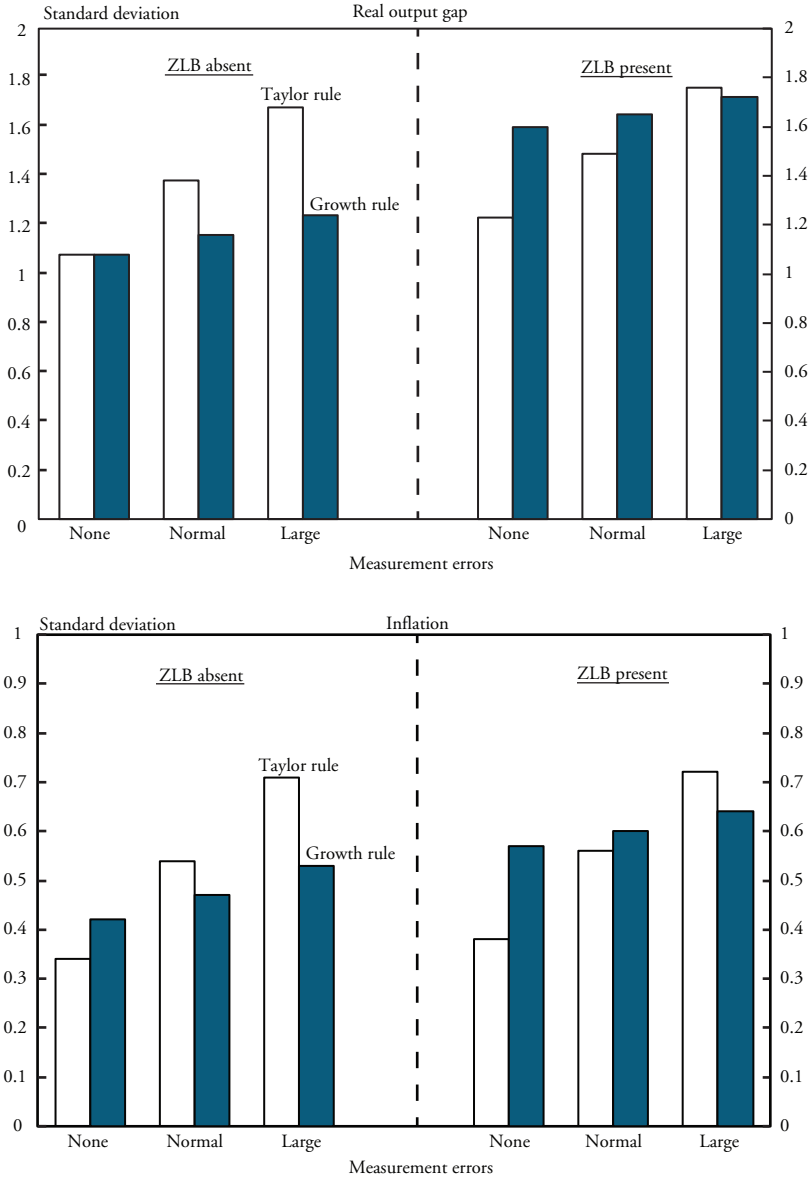 Standard deviation Real output gap
2 2
ZLB absent ZLB present
1.8 1.8
Taylor rule
1.6 1.6
1.4 1.4
Growth rule
1.2 1.2
1 1
0.8 0.8
0.6 0.6
0.4 0.4
0.2 0.2
0 0
None Normal Large None Normal Large
Measurement errors
Standard deviation Inflation
1 1
ZLB absent ZLB present
0.9 0.9
0.8 0.8
Taylor rule
0.7 0.7
0.6 0.6
Growth rule
0.5 0.5
0.4 0.4
0.3 0.3
0.2 0.2
0.1 0.1
0 0
None Normal Large None Normal Large
Measurement errors